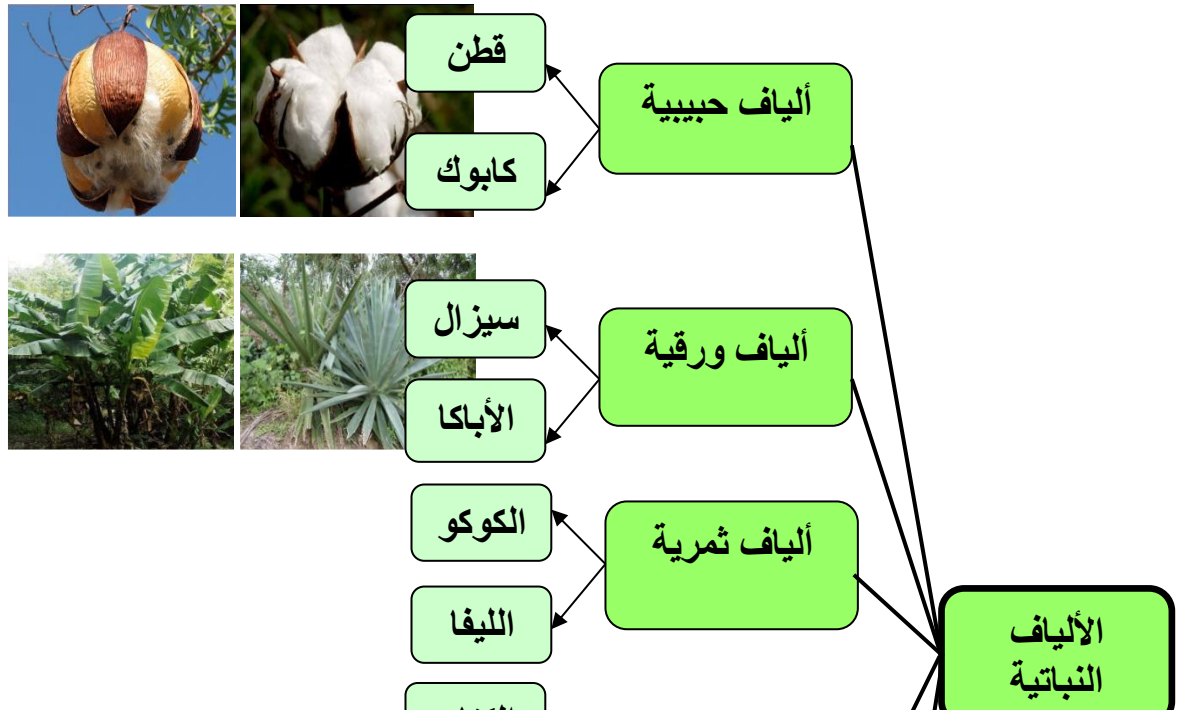 قطن
ألياف حبيبية
كابوك
سيزال
ألياف ورقية
الأباكا
الكوكو
ألياف ثمرية
الليفا
الألياف
النباتية